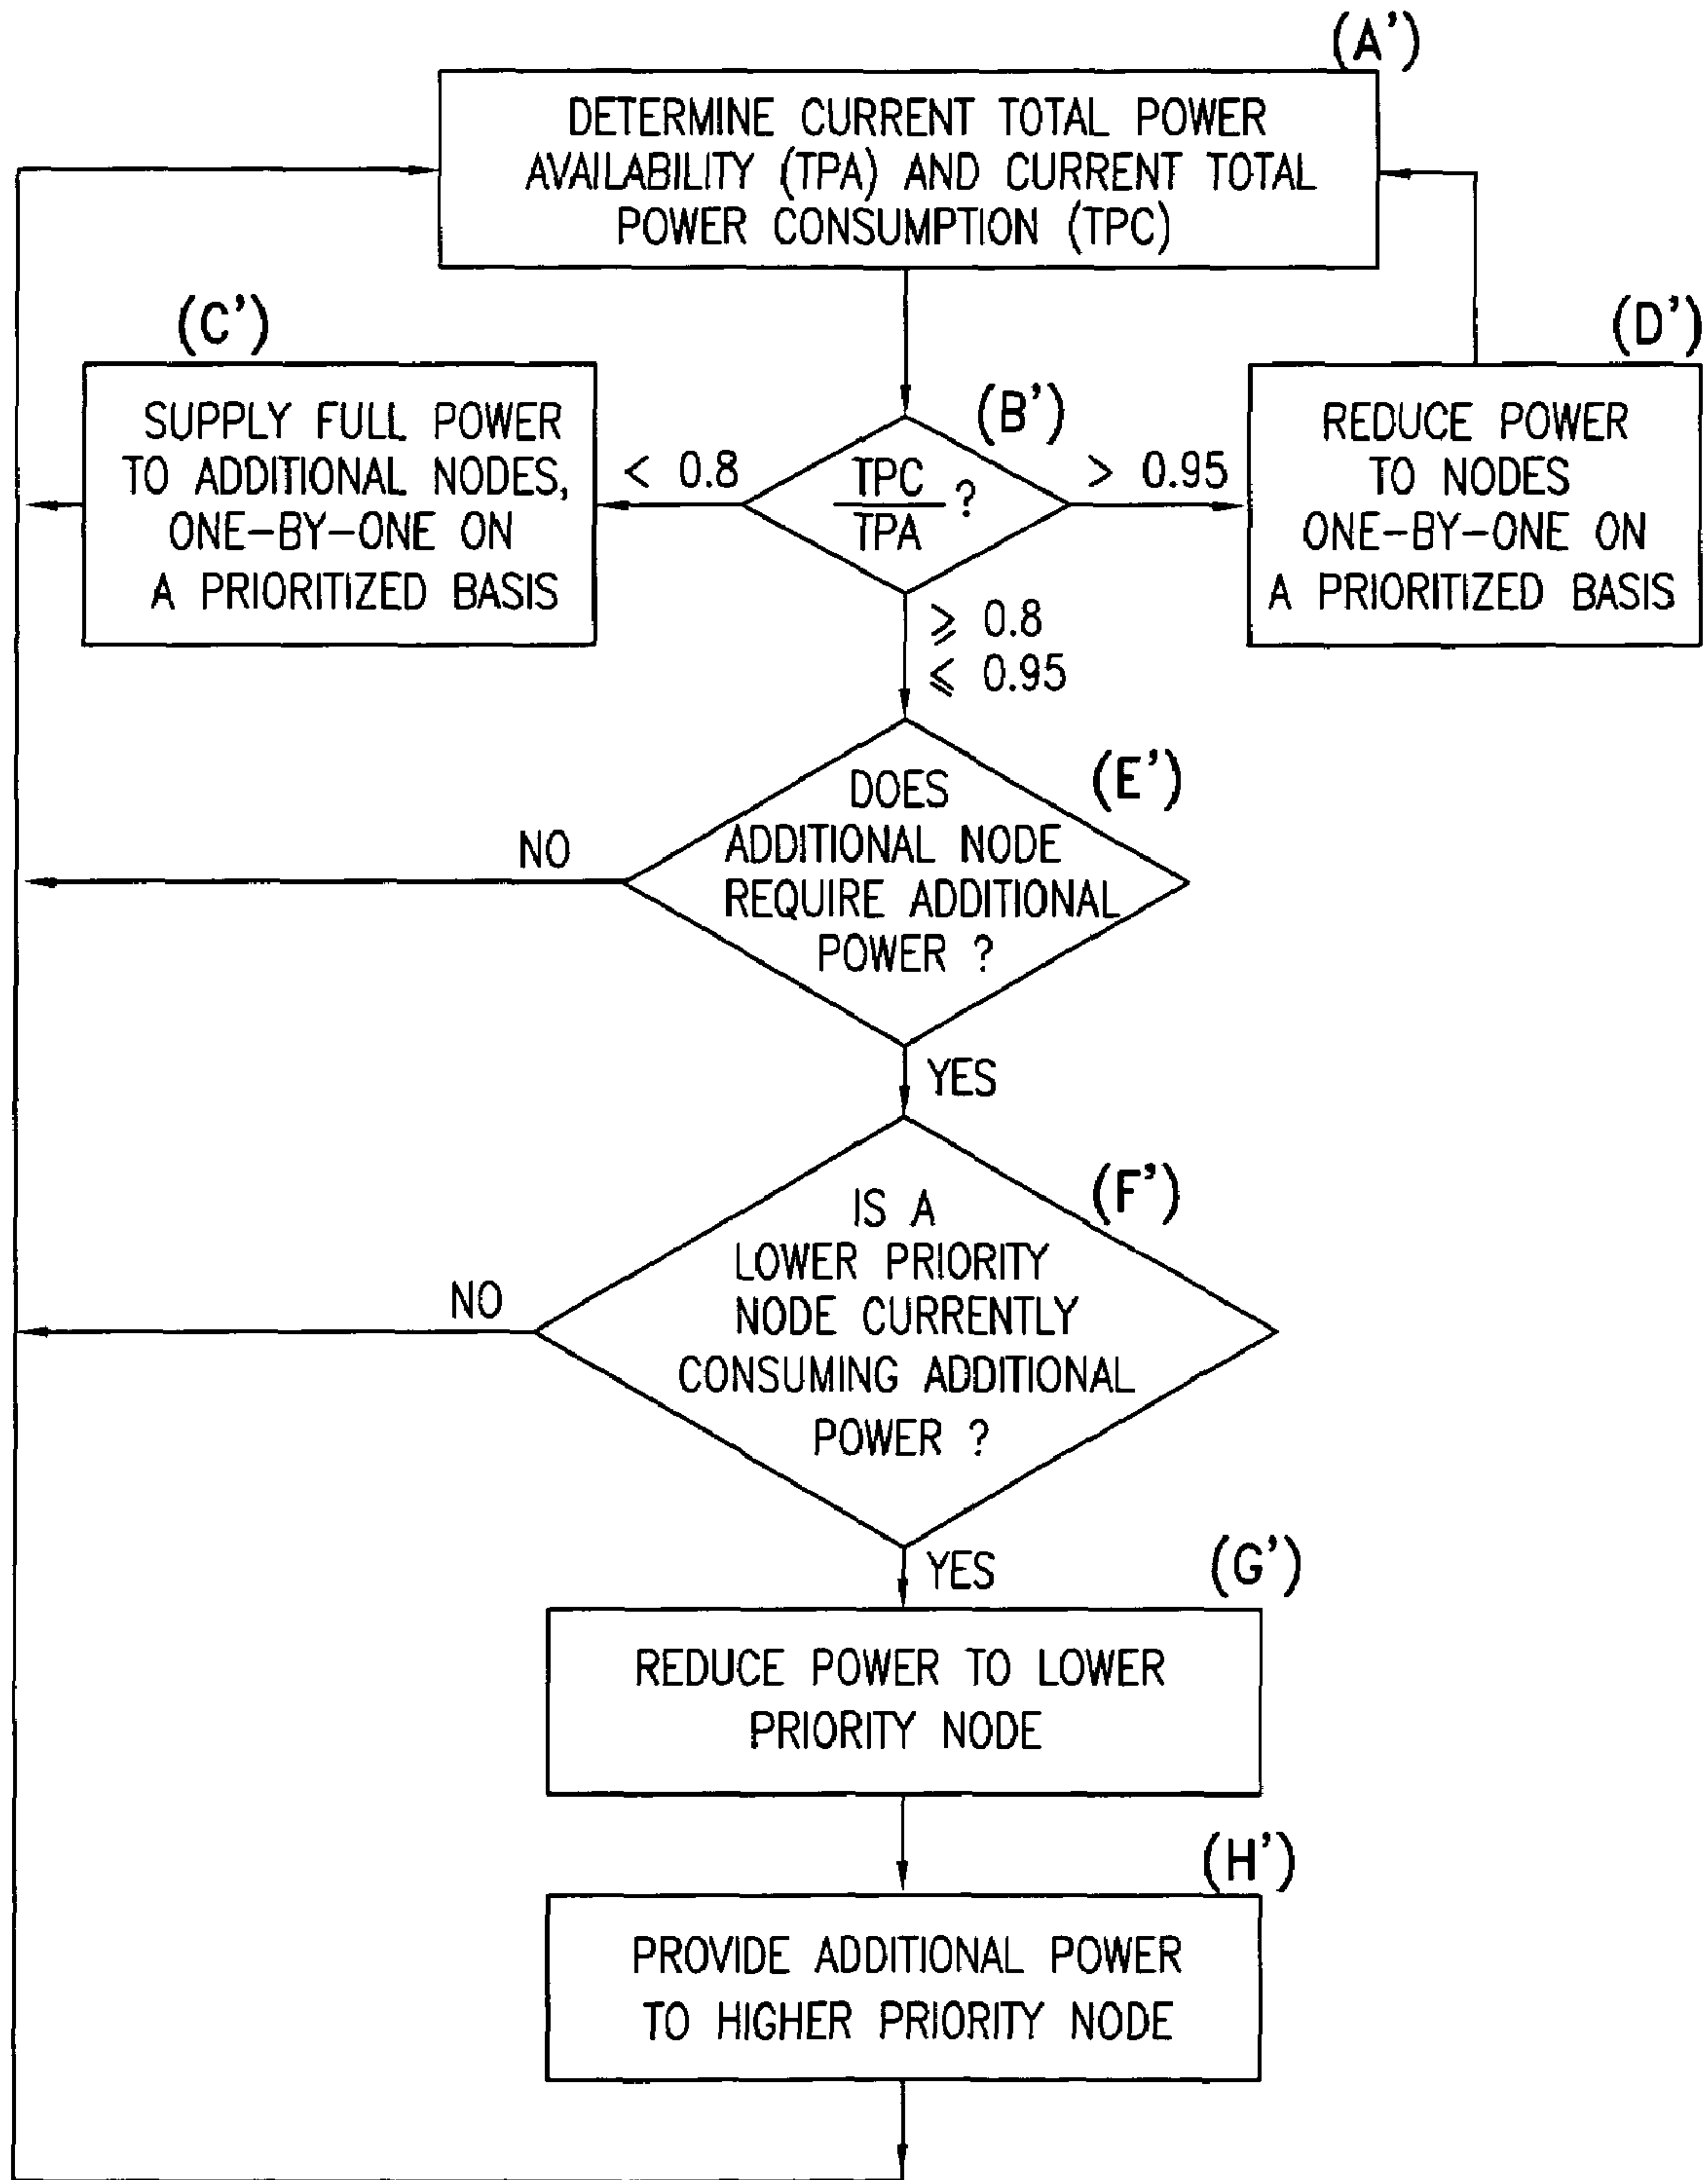 (A')
DETERMINE CURRENT TOTAL POWER
AVAILABILITY (TPA) AND CURRENT TOTAL
POWER CONSUMPTION (TPC)
(C')
SUPPLY FULL POWER
TO ADDITIONAL NODES,
ONE-BY-ONE ON
A PRIORITIZED BASIS
< 0.8
(B')
TPC
TPA
?
> 0.95
(D')
REDUCE POWER
TO NODES
ONE-BY-ONE ON
A PRIORITIZED BASIS
⩾ 0.8
⩽ 0.95
(E')
DOES
ADDITIONAL NODE
REQUIRE ADDITIONAL
POWER ?
NO
YES
(F')
IS A
LOWER PRIORITY
NODE CURRENTLY
CONSUMING ADDITIONAL
POWER ?
NO
YES
(G')
REDUCE POWER TO LOWER
PRIORITY NODE
(H')
PROVIDE ADDITIONAL POWER
TO HIGHER PRIORITY NODE